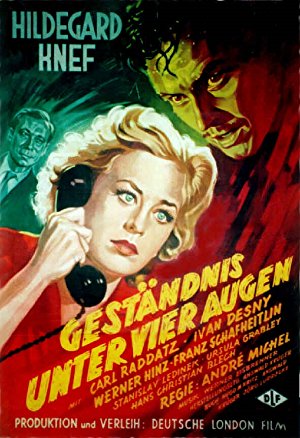 HILDEGARD
KNEF
GESTÄNDNIS
UNTER VIER AUGEN
MIT
CARL RADDATZ · IVAN DESNY
WERNER HINZ · FRANZ SCHAFHEITLIN
STANISLAV LEDINEK · URSULA GRABLEY
HANS CHRISTIAN BLECH
REGIE: ANDRÉ MICHEL
MUSIK:
PRODUKTION UND VERLEIH: DEUTSCHE LONDON FILM